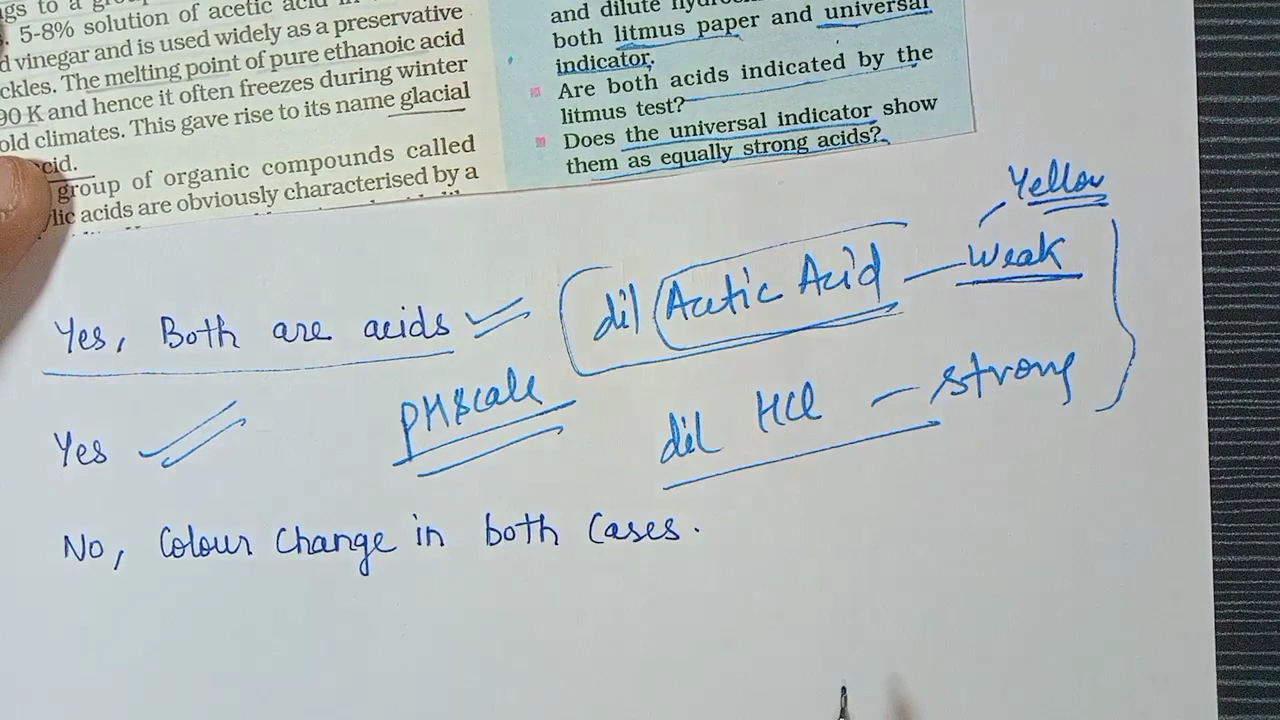 5-8% solution of acetic acid in
d vinegar and is used widely as a preservative
ckles. The melting point of pure ethanoic acid
90 K and hence it often freezes during winter
old climates. This gave rise to its name glacial
cid.
group of organic compounds called
ylic acids are obviously characterised by a
and dilute
both litmus paper and universal
indicator.
Are both acids indicated by the
litmus test?
Does the universal indicator show
them as equally strong acids?
Yellow
Yes, Both are acids dil Acetic Acid - Weak
PH scale dil HCl - strong
Yes
No, Colour Change in both Cases.